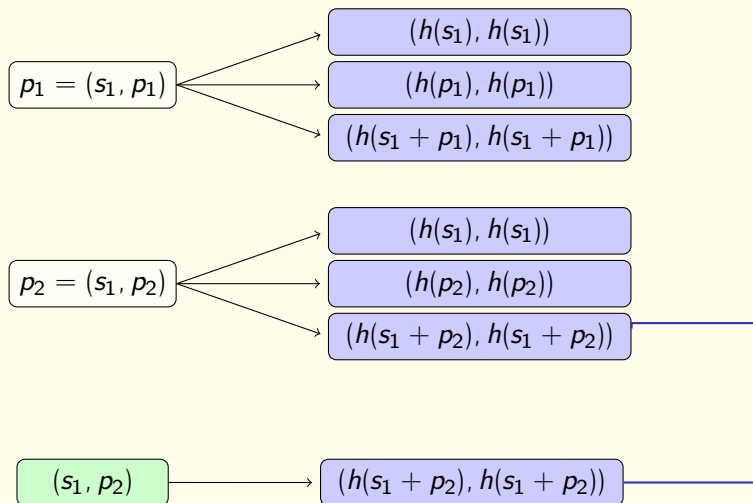 (h(s₁), h(s₁))
p₁ = (s₁, p₁)
(h(p₁), h(p₁))
(h(s₁ + p₁), h(s₁ + p₁))
(h(s₁), h(s₁))
p₂ = (s₁, p₂)
(h(p₂), h(p₂))
(h(s₁ + p₂), h(s₁ + p₂))
(s₁, p₂)
(h(s₁ + p₂), h(s₁ + p₂))